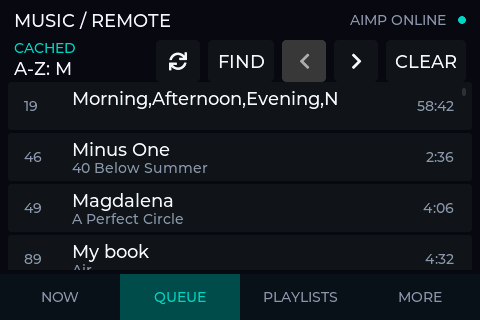 MUSIC / REMOTE
AIMP ONLINE
CACHED
A-Z: M
FIND
CLEAR
19
Morning,Afternoon,Evening,N
58:42
46
Minus One
40 Below Summer
2:36
49
Magdalena
A Perfect Circle
4:06
89
My book
Air
4:32
NOW
QUEUE
PLAYLISTS
MORE